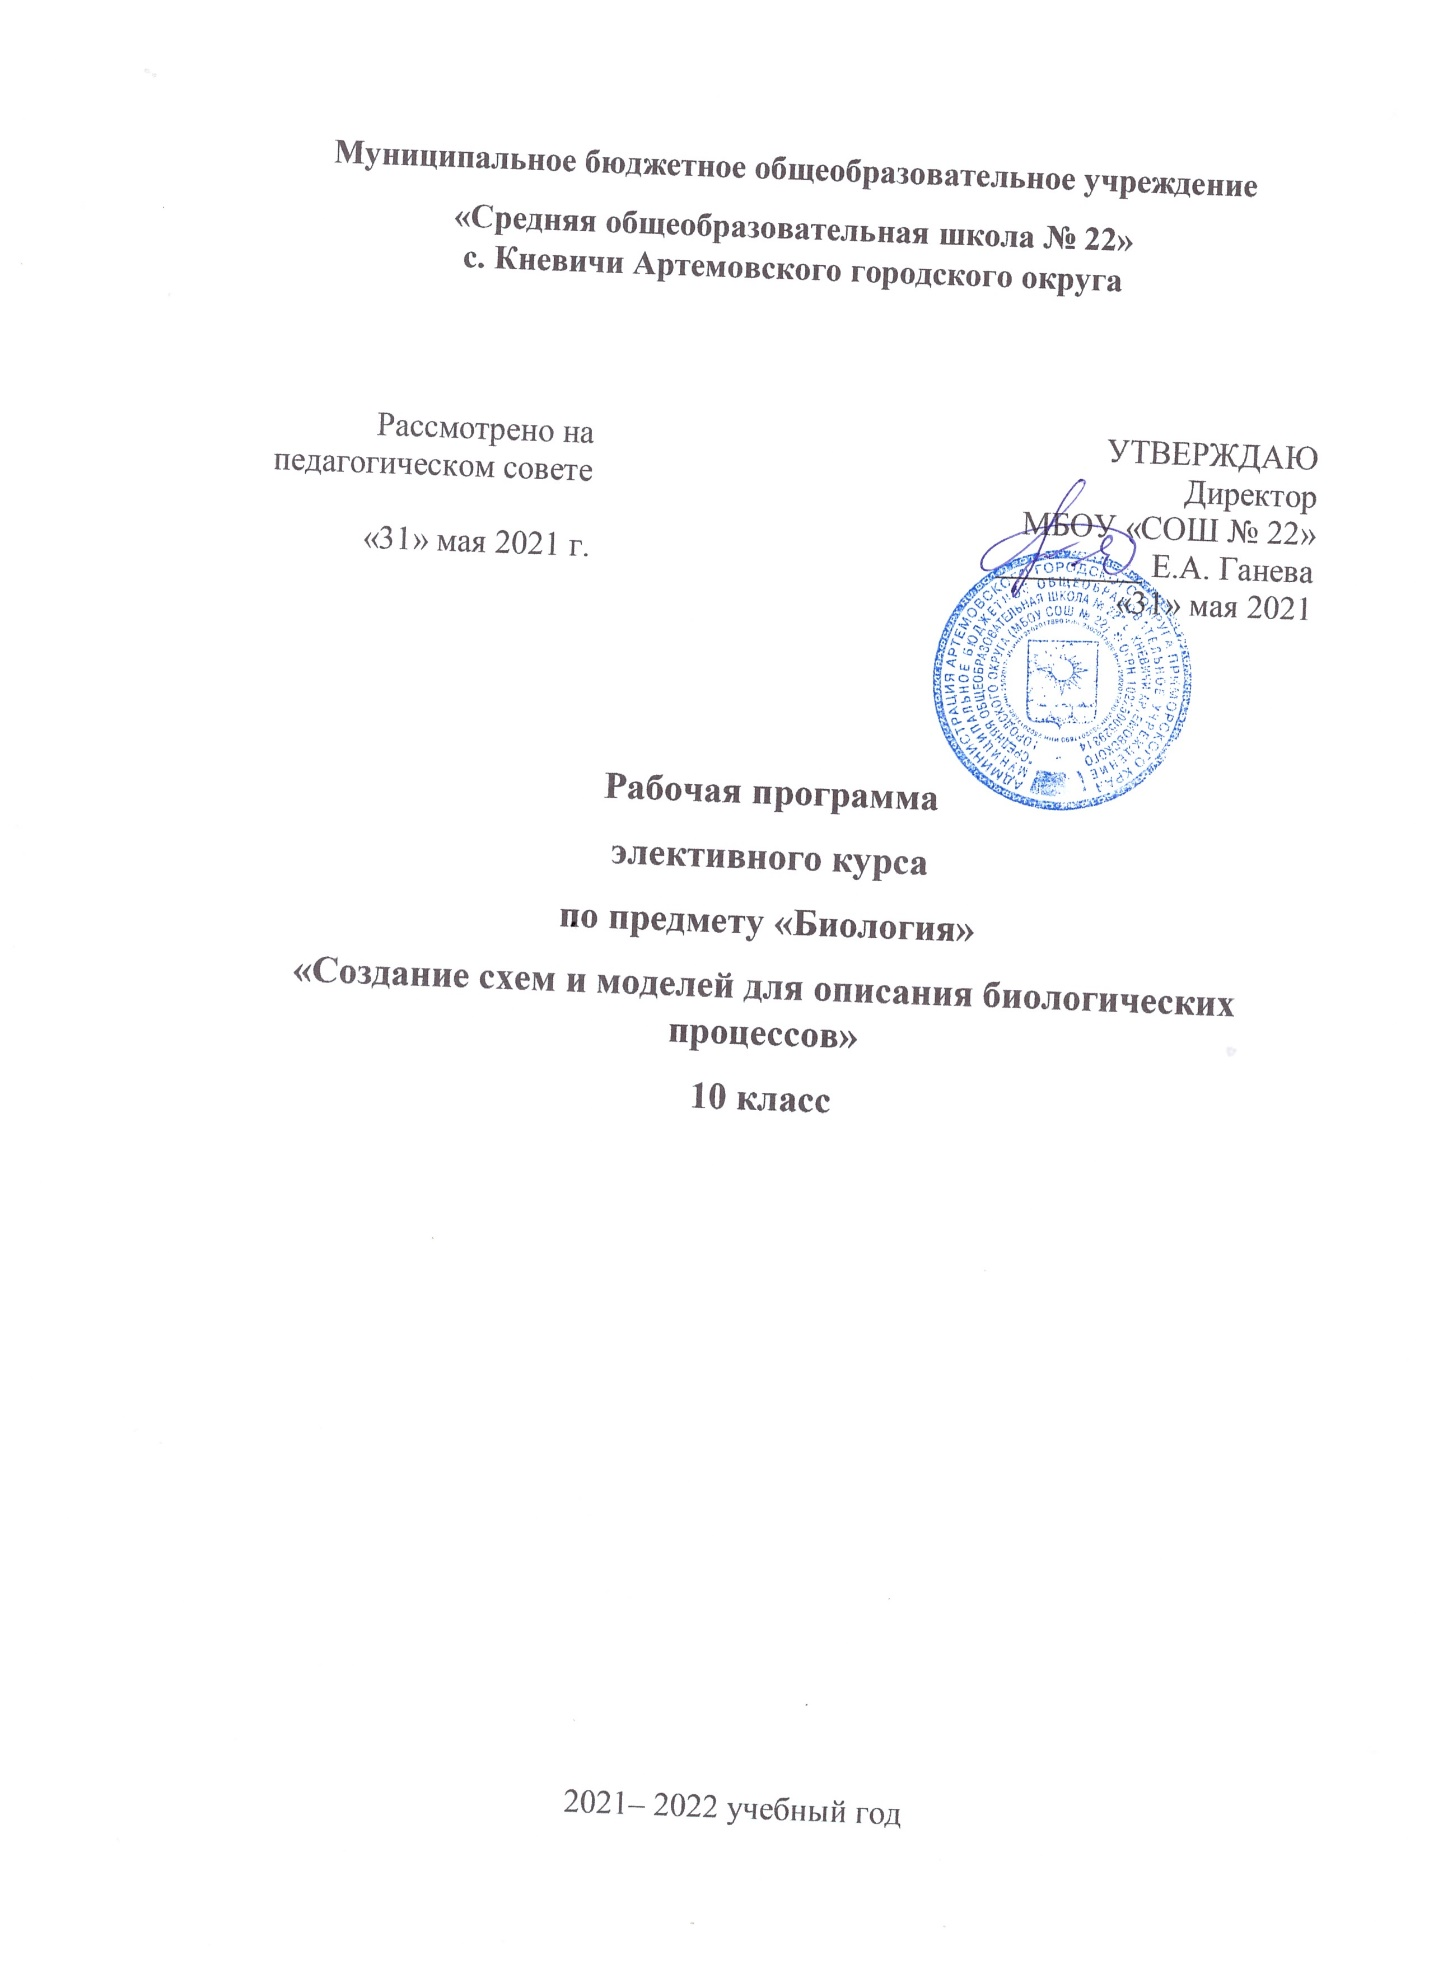 Муниципальное бюджетное общеобразовательное учреждение
«Средняя общеобразовательная школа № 22»
с. Кневичи Артемовского городского округа
Рассмотрено на
педагогическом совете
«31» мая 2021 г.
УТВЕРЖДАЮ
Директор
МБОУ «СОШ № 22»
Е.А. Ганева
«31» мая 2021
Рабочая программа
элективного курса
по предмету «Биология»
«Создание схем и моделей для описания биологических
процессов»
10 класс
2021– 2022 учебный год